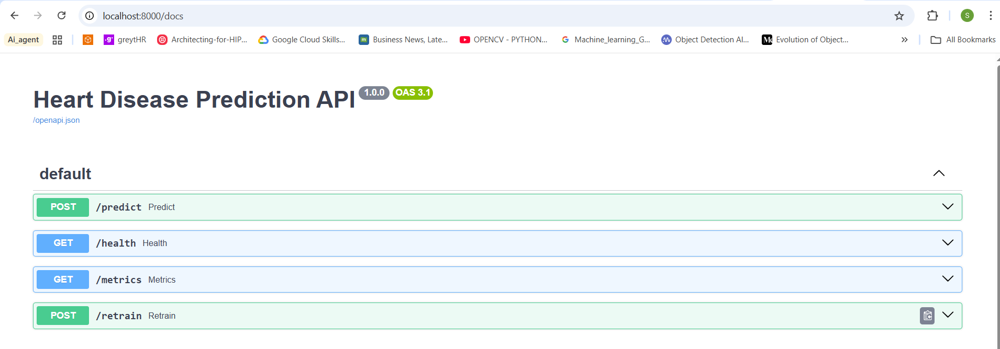 localhost:8000/docs
S
Ai_agent greytHR Architecting-for-HIP... Google Cloud Skills... Business News, Late... OPENCV - PYTHON... Machine_learning_G... Object Detection AI... Evolution of Object... All Bookmarks
Heart Disease Prediction API 1.0.0 OAS 3.1
/openapi.json
default
POST /predict Predict
GET /health Health
GET /metrics Metrics
POST /retrain Retrain